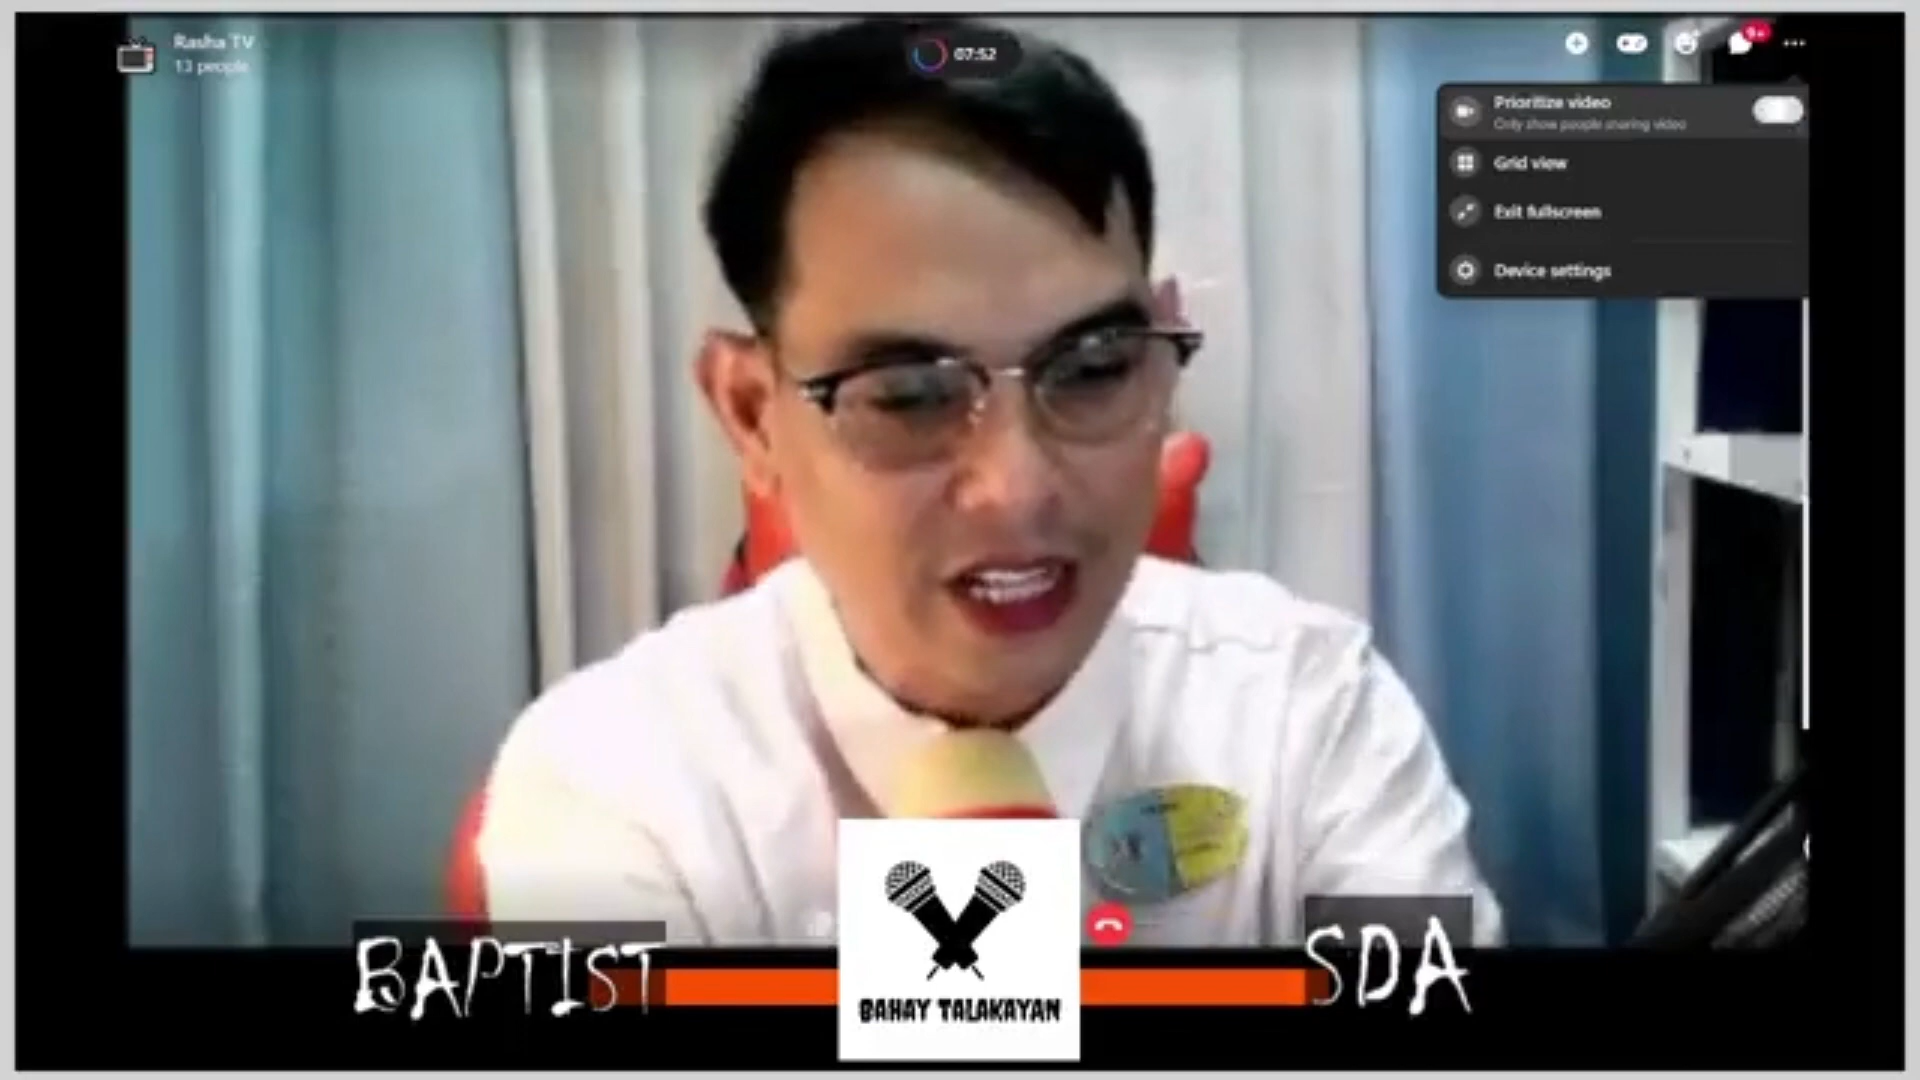 Rasha TV
13 people
07:52
9+
Prioritize video
Only show people sharing video
Grid view
Exit fullscreen
Device settings
BAPTIST
SDA
BAHAY TALAKAYAN